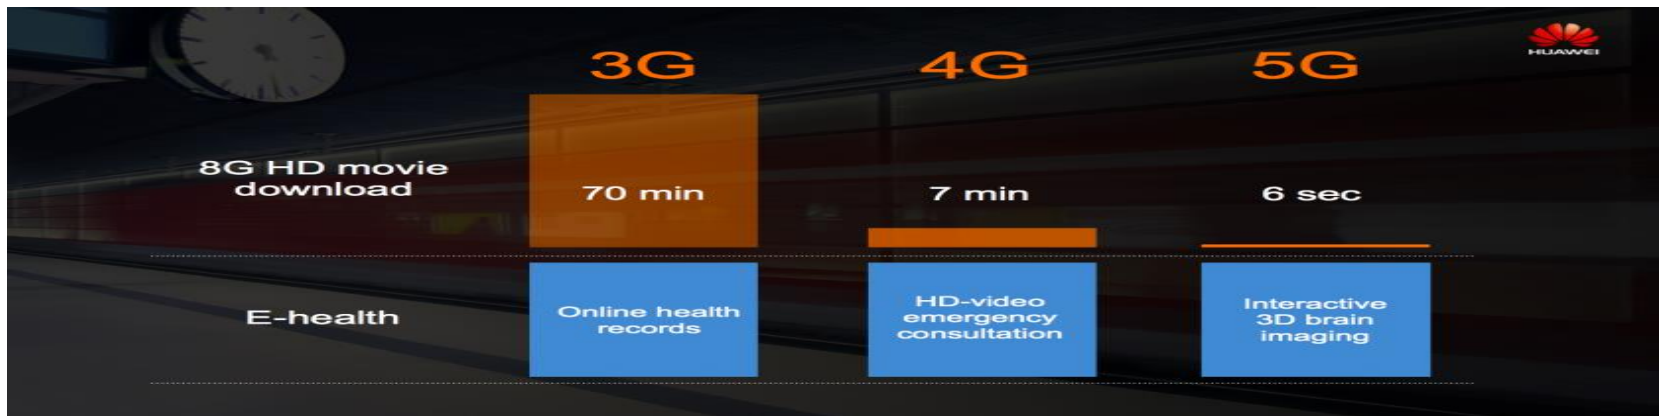 3G
4G
5G
HUAWEI
8G HD movie
download
70 min
7 min
6 sec
E-health
Online health
records
HD-video
emergency
consultation
Interactive
3D brain
imaging